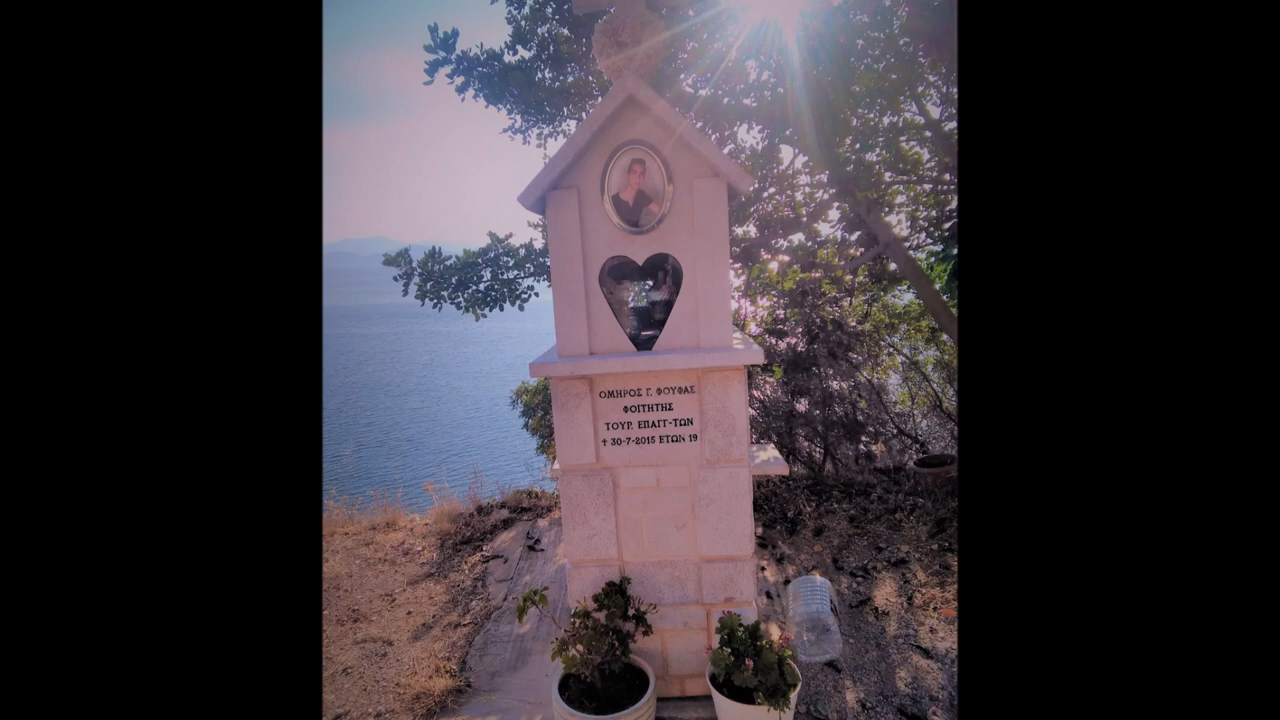 ΟΜΗΡΟΣ Γ. ΦΟΥΦΑΣ
ΦΟΙΤΗΤΗΣ
ΤΟΥΡ. ΕΠΑΓΓ-ΤΩΝ
† 30-7-2015 ΕΤΩΝ 19